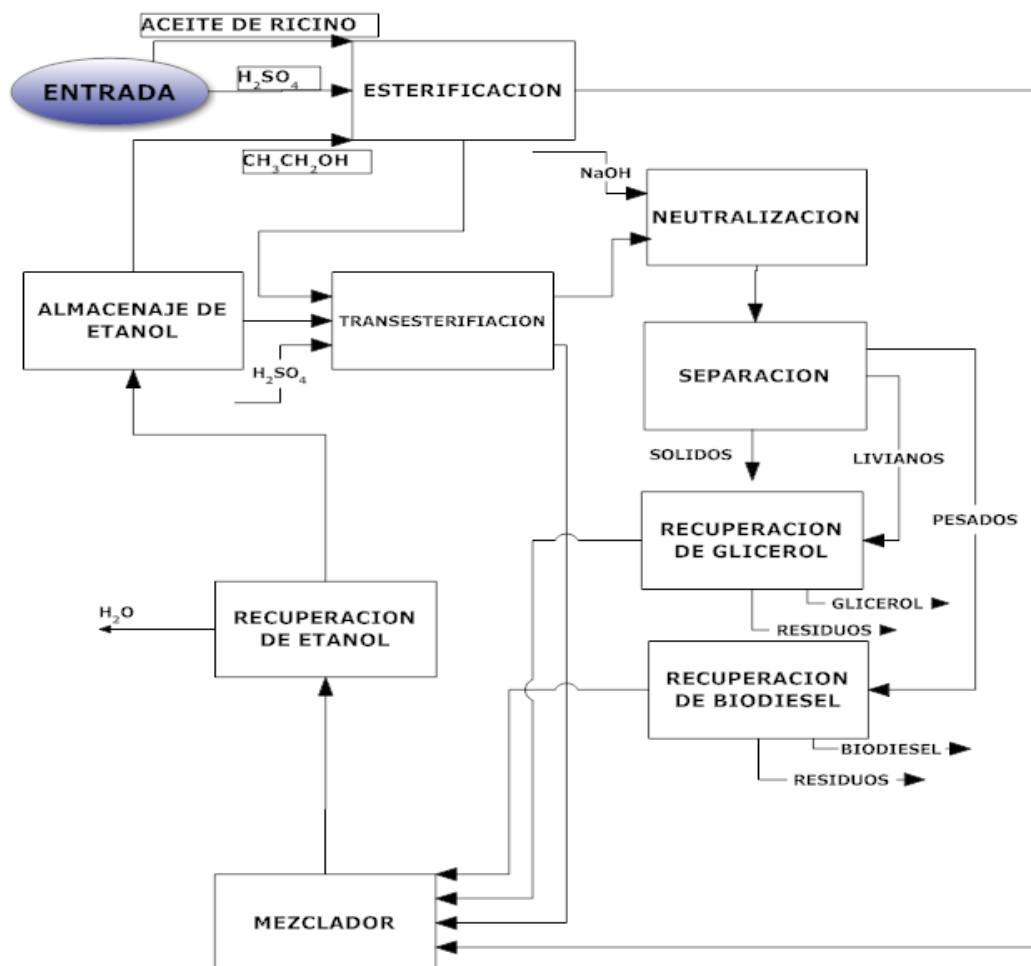 ACEITE DE RICINO
ENTRADA
H₂SO₄
ESTERIFICACION
CH₃CH₂OH
NaOH
NEUTRALIZACION
ALMACENAJE DE
ETANOL
TRANSESTERIFIACION
H₂SO₄
SEPARACION
SOLIDOS
LIVIANOS
PESADOS
RECUPERACION
DE GLICEROL
GLICEROL
RESIDUOS
H₂O
RECUPERACION
DE ETANOL
RECUPERACION
DE BIODIESEL
BIODIESEL
RESIDUOS
MEZCLADOR